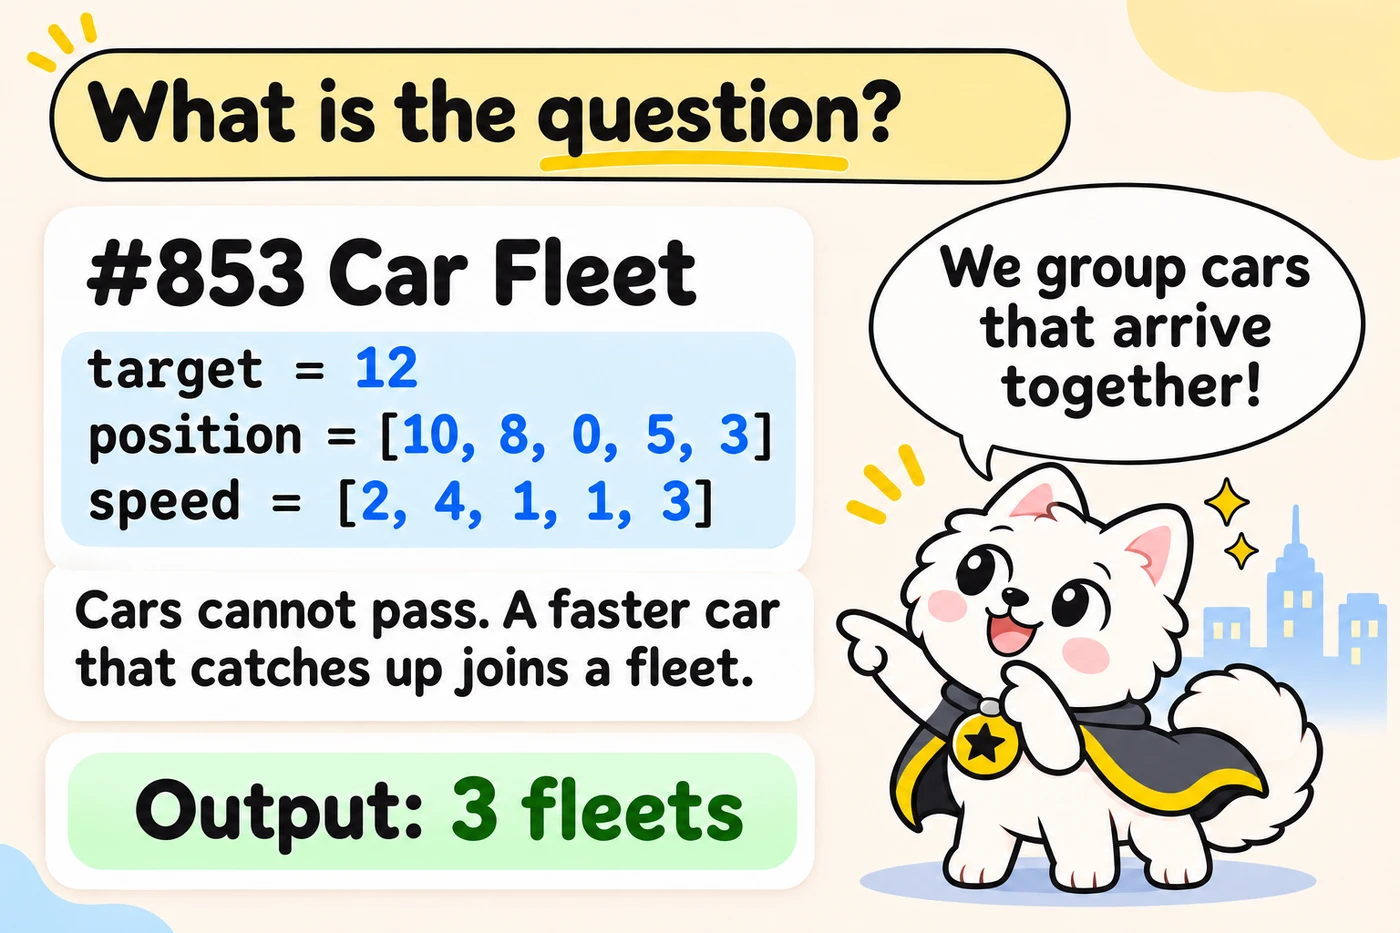 What is the question?
#853 Car Fleet
target = 12
position = [10, 8, 0, 5, 3]
speed = [2, 4, 1, 1, 3]
Cars cannot pass. A faster car
that catches up joins a fleet.
Output: 3 fleets
We group cars
that arrive
together!